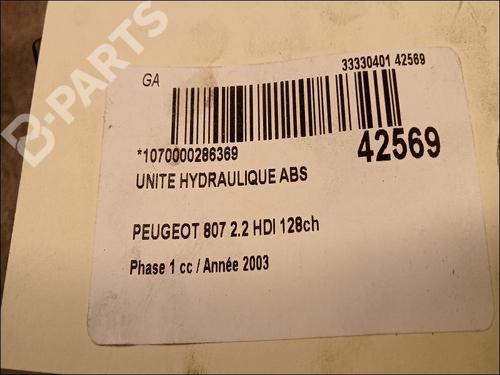 B-PARTS
GA
33330401 42569
*1070000286369
42569
UNITE HYDRAULIQUE ABS
PEUGEOT 807 2.2 HDI 128ch
Phase 1 cc / Année 2003